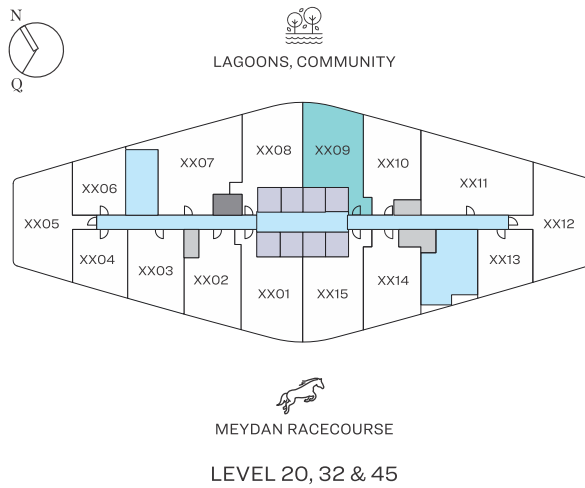 N
Q
LAGOONS, COMMUNITY
XX08
XX09
XX10
XX07
XX06
XX11
XX05
XX12
XX04
XX03
XX02
XX01
XX15
XX14
XX13
MEYDAN RACECOURSE
LEVEL 20, 32 & 45